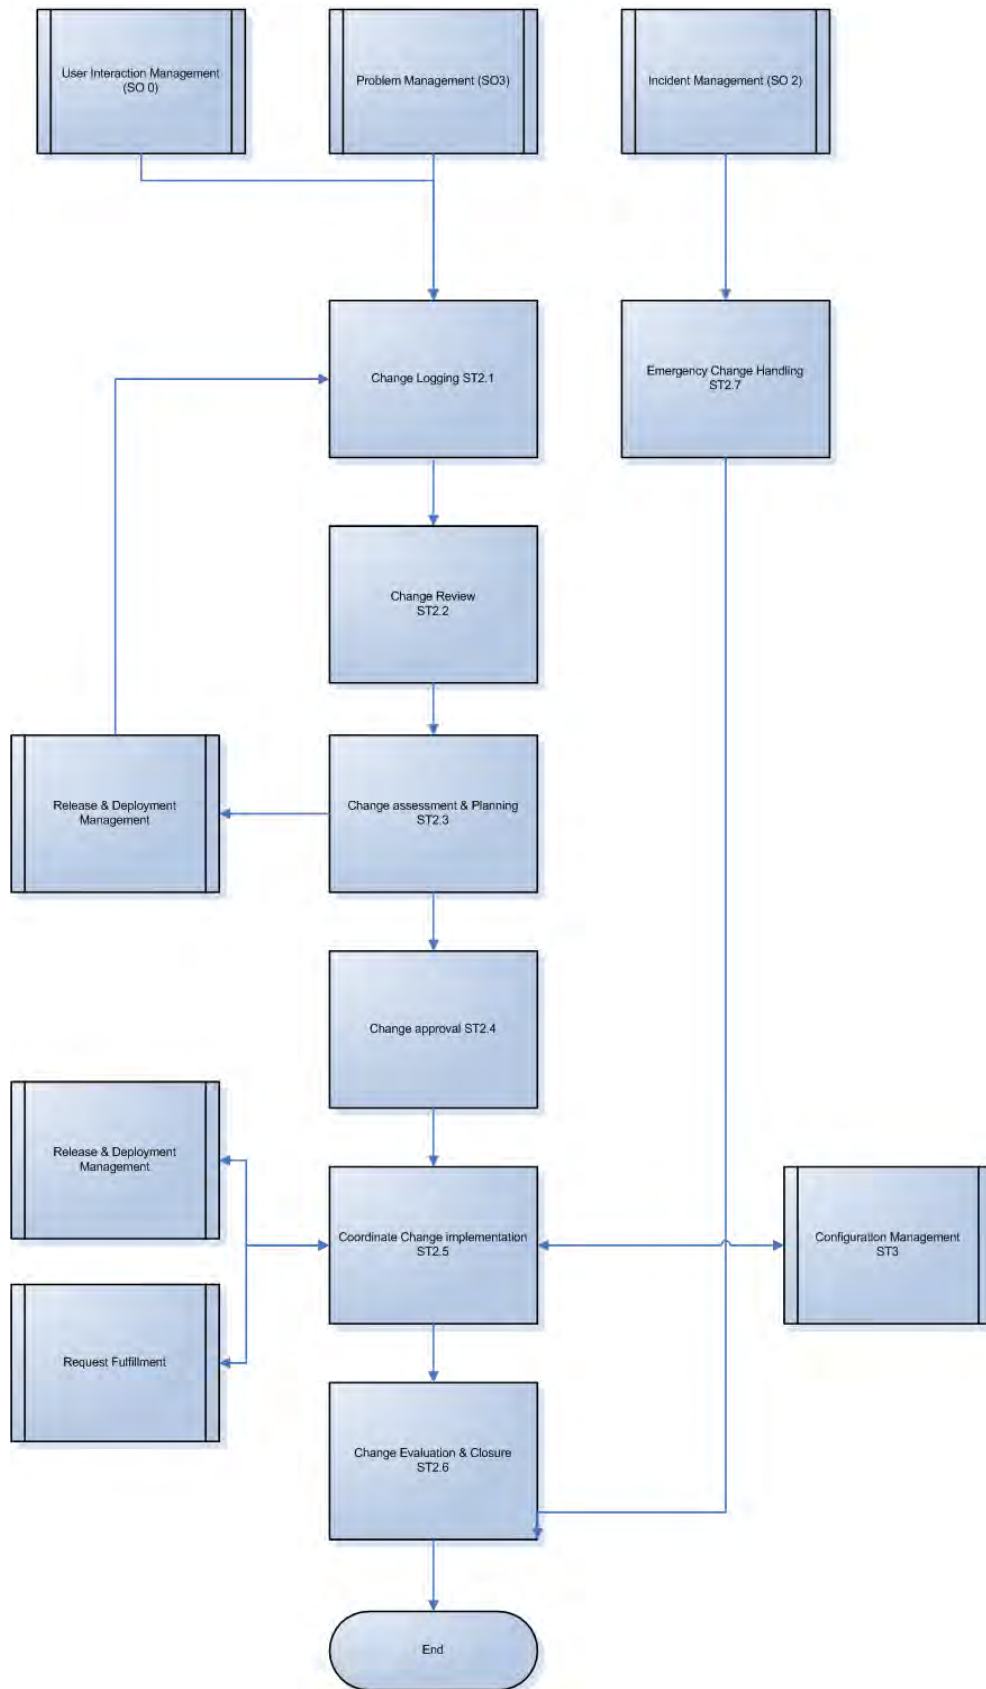 User Interaction Management
(SO 0)
Problem Management (SO3)
Incident Management (SO 2)
Change Logging ST2.1
Emergency Change Handling
ST2.7
Change Review
ST2.2
Release & Deployment
Management
Change assessment & Planning
ST2.3
Change approval ST2.4
Release & Deployment
Management
Coordinate Change implementation
ST2.5
Configuration Management
ST3
Request Fulfillment
Change Evaluation & Closure
ST2.6
End